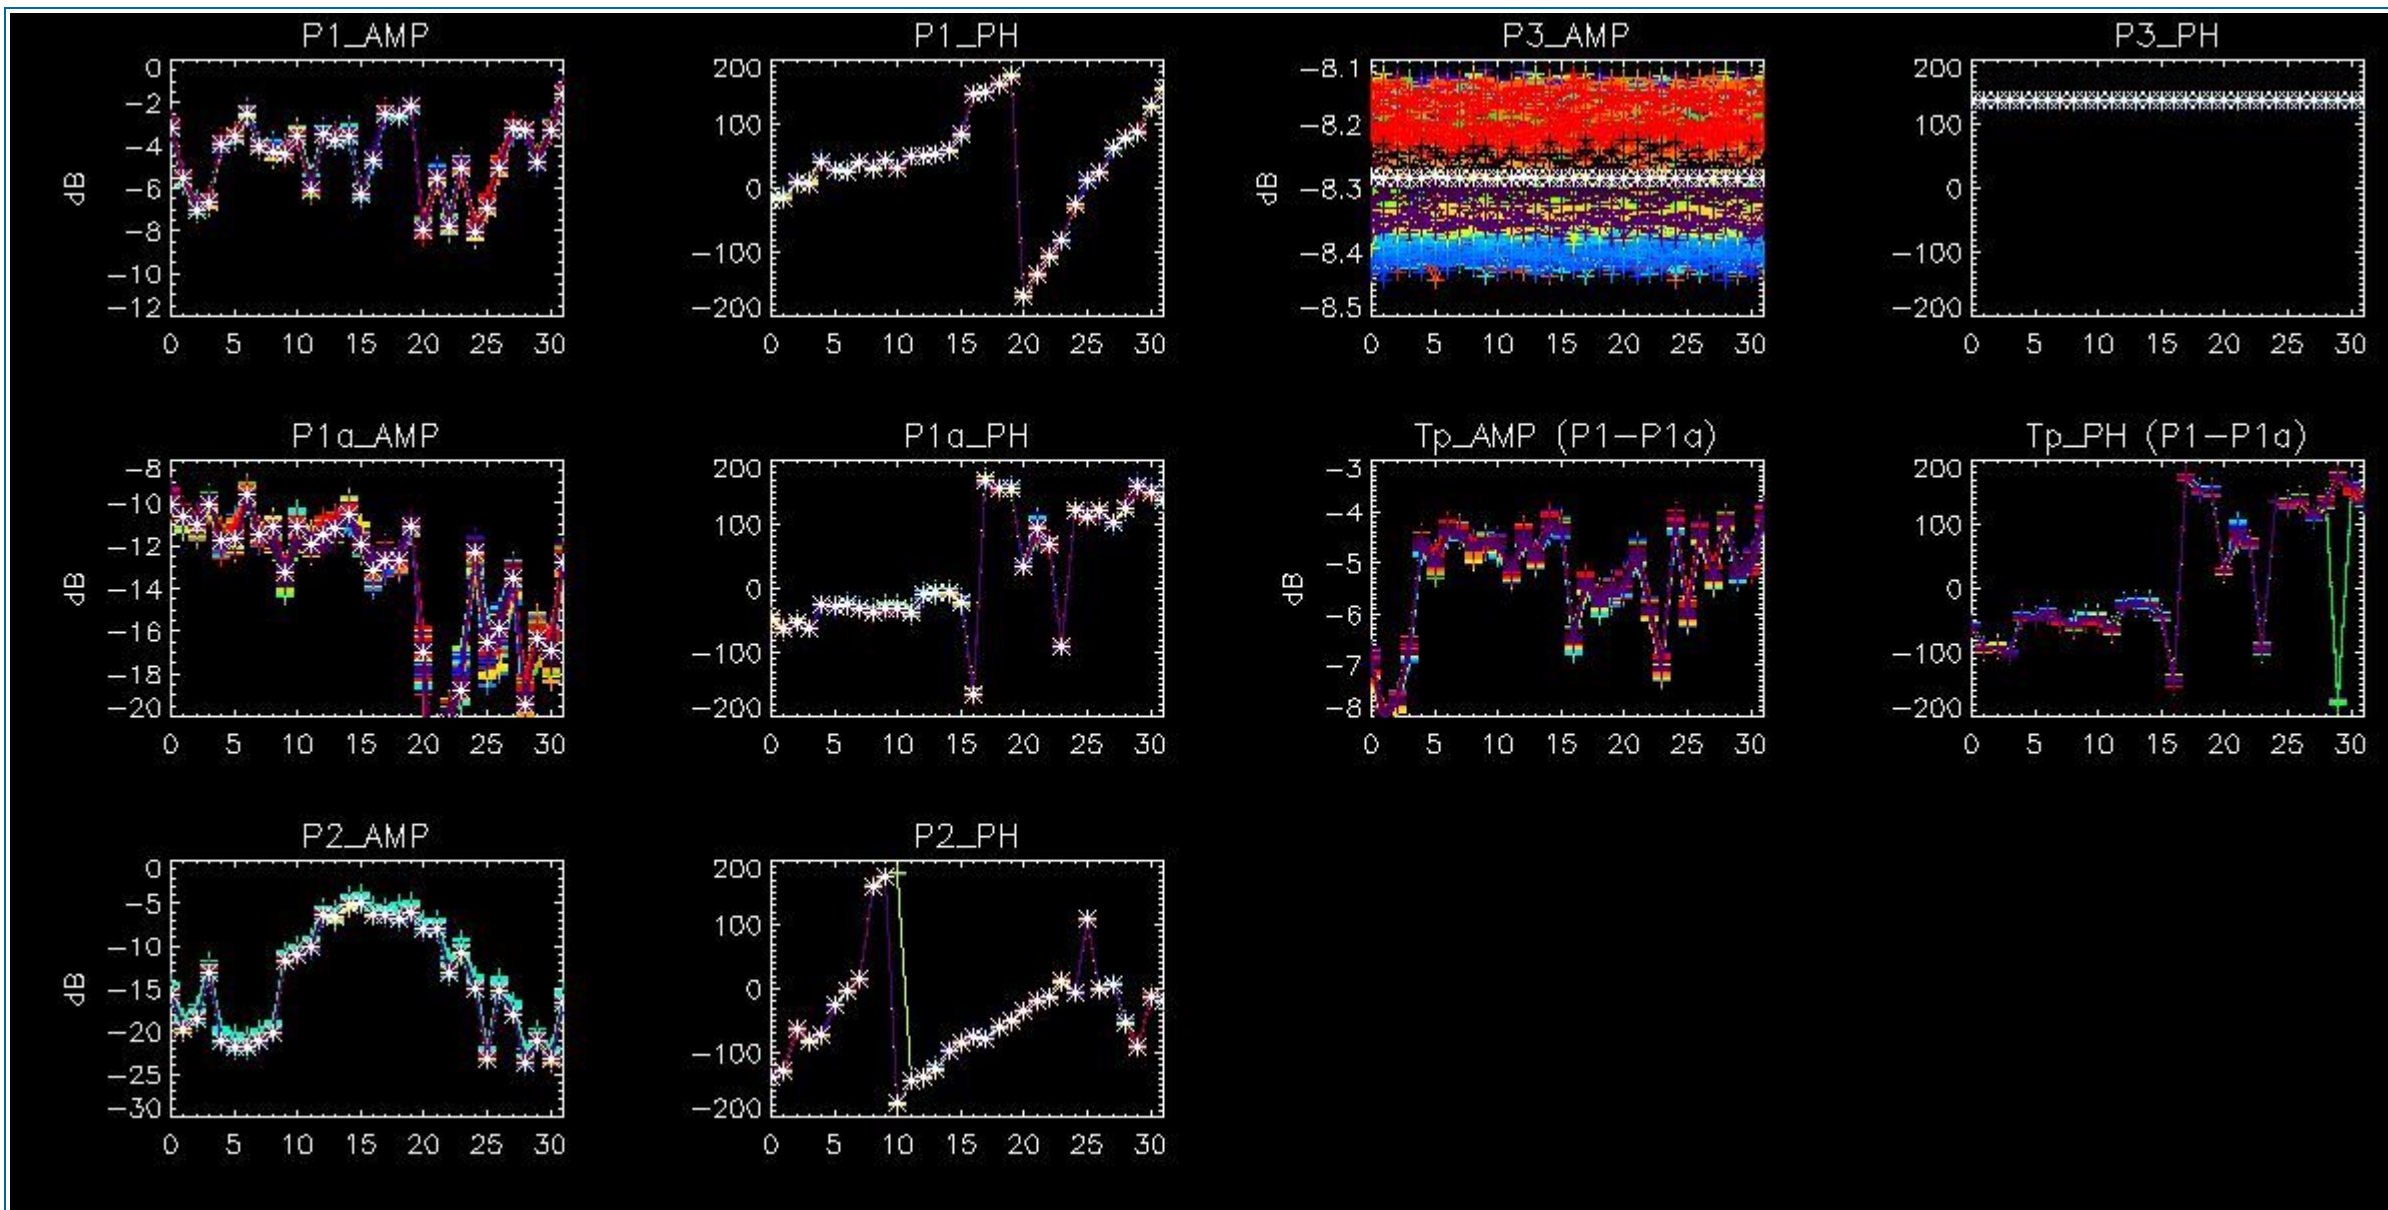 P1_AMP
dB
0
−2
−4
−6
−8
−10
−12
0 5 10 15 20 25 30
P1_PH
200
100
0
−100
−200
0 5 10 15 20 25 30
P3_AMP
dB
−8.1
−8.2
−8.3
−8.4
−8.5
0 5 10 15 20 25 30
P3_PH
200
100
0
−100
−200
0 5 10 15 20 25 30
P1a_AMP
dB
−8
−10
−12
−14
−16
−18
−20
0 5 10 15 20 25 30
P1a_PH
200
100
0
−100
−200
0 5 10 15 20 25 30
Tp_AMP (P1−P1a)
dB
−3
−4
−5
−6
−7
−8
0 5 10 15 20 25 30
Tp_PH (P1−P1a)
200
100
0
−100
−200
0 5 10 15 20 25 30
P2_AMP
dB
0
−5
−10
−15
−20
−25
−30
0 5 10 15 20 25 30
P2_PH
200
100
0
−100
−200
0 5 10 15 20 25 30